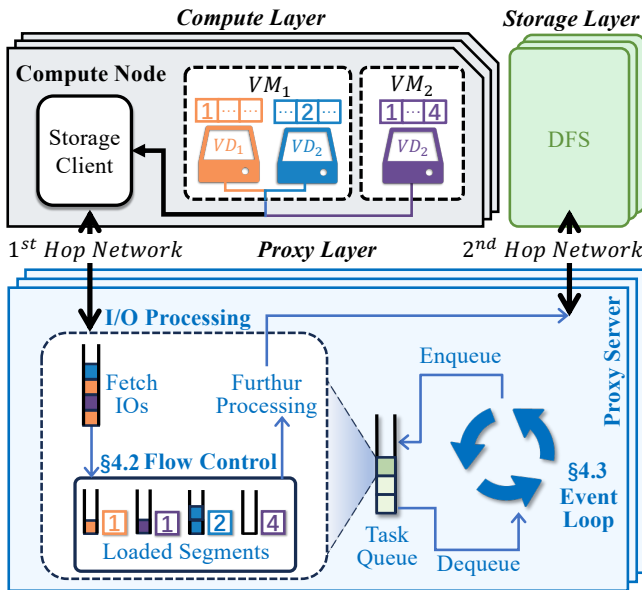 Compute Layer
Storage Layer
Compute Node
VM₁
VM₂
1 ... ...
... 2 ...
1 ... 4
Storage
Client
VD₁
VD₂
VD₂
DFS
1ˢᵗ Hop Network
Proxy Layer
2ⁿᵈ Hop Network
I/O Processing
Proxy Server
Fetch
IOs
Furthur
Processing
Enqueue
§4.2 Flow Control
§4.3
Event
Loop
1
1
2
4
Loaded Segments
Task
Queue
Dequeue